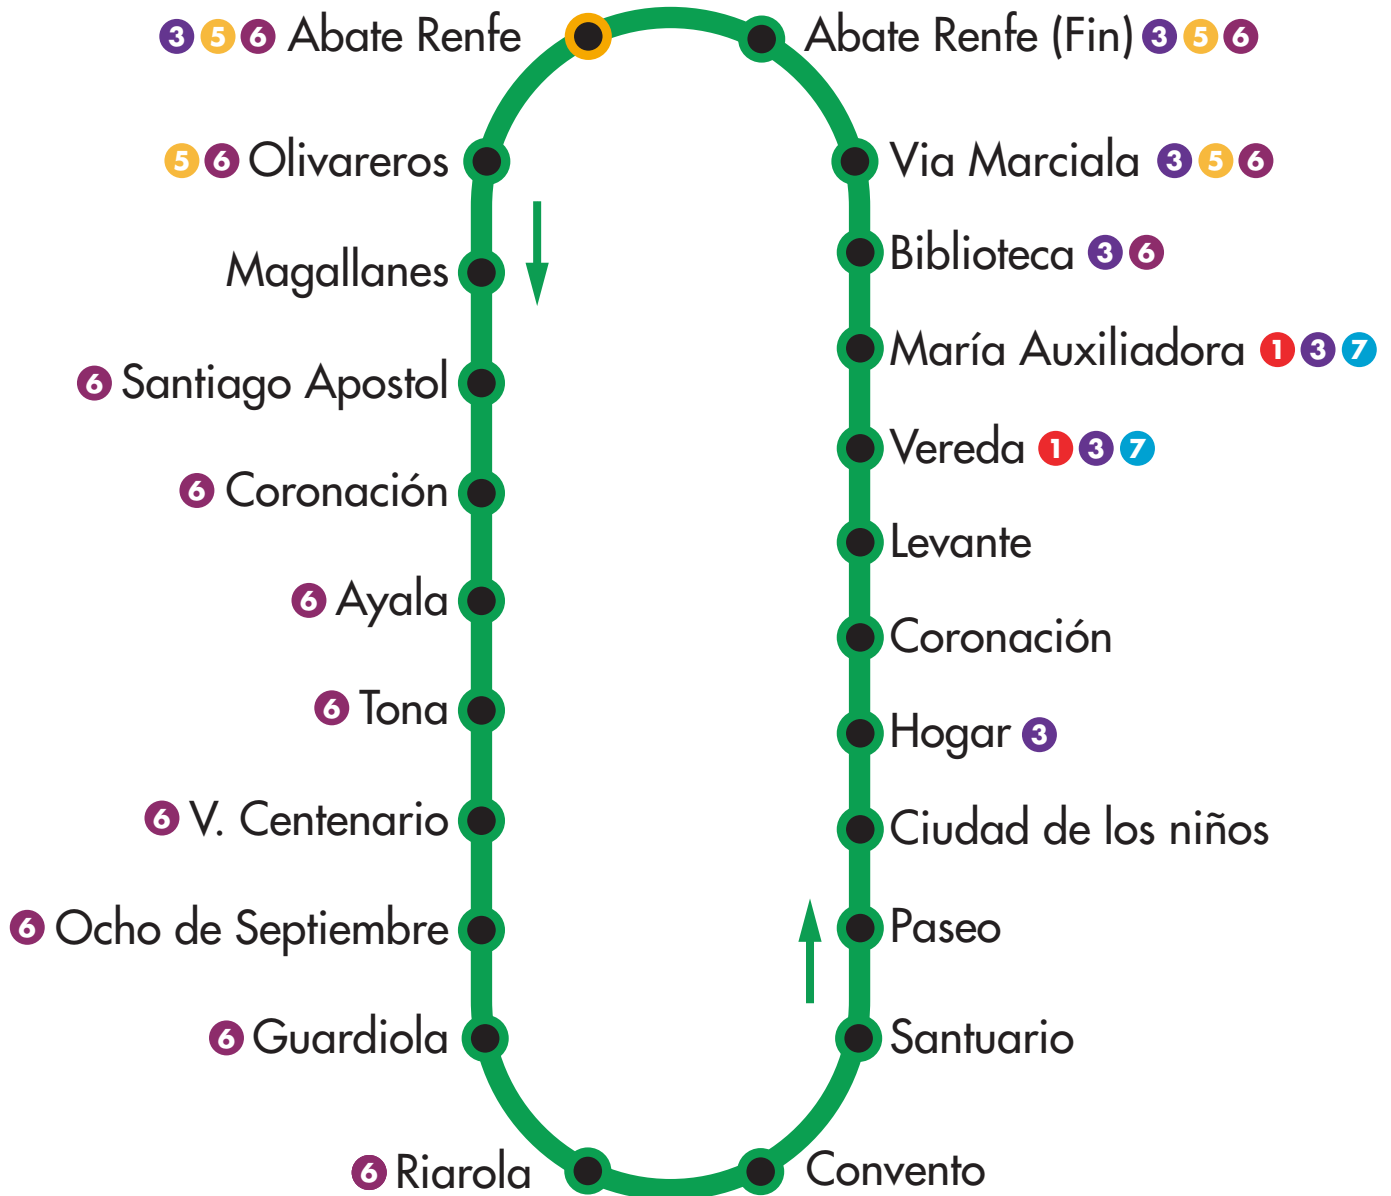 3 5 6 Abate Renfe
Abate Renfe (Fin) 3 5 6
5 6 Olivareros
Via Marciala 3 5 6
Magallanes
Biblioteca 3 6
6 Santiago Apostol
María Auxiliadora 1 3 7
6 Coronación
Vereda 1 3 7
6 Ayala
Levante
6 Tona
Coronación
6 V. Centenario
Hogar 3
6 Ocho de Septiembre
Ciudad de los niños
6 Guardiola
Paseo
6 Riarola
Santuario
Convento